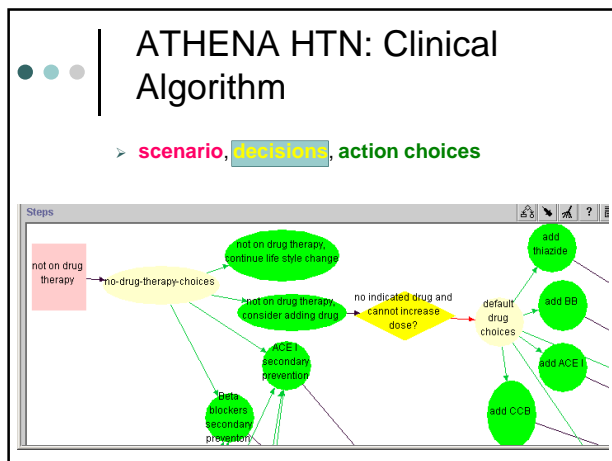 ATHENA HTN: Clinical
Algorithm
➢ scenario, decisions, action choices
Steps
?
not on drug
therapy
no-drug-therapy-choices
not on drug therapy,
continue life style change
not on drug therapy,
consider adding drug
ACE I
secondary
prevention
Beta
blockers
secondary
preventon
no indicated drug and
cannot increase
dose?
default
drug
choices
add
thiazide
add BB
add ACE I
add CCB